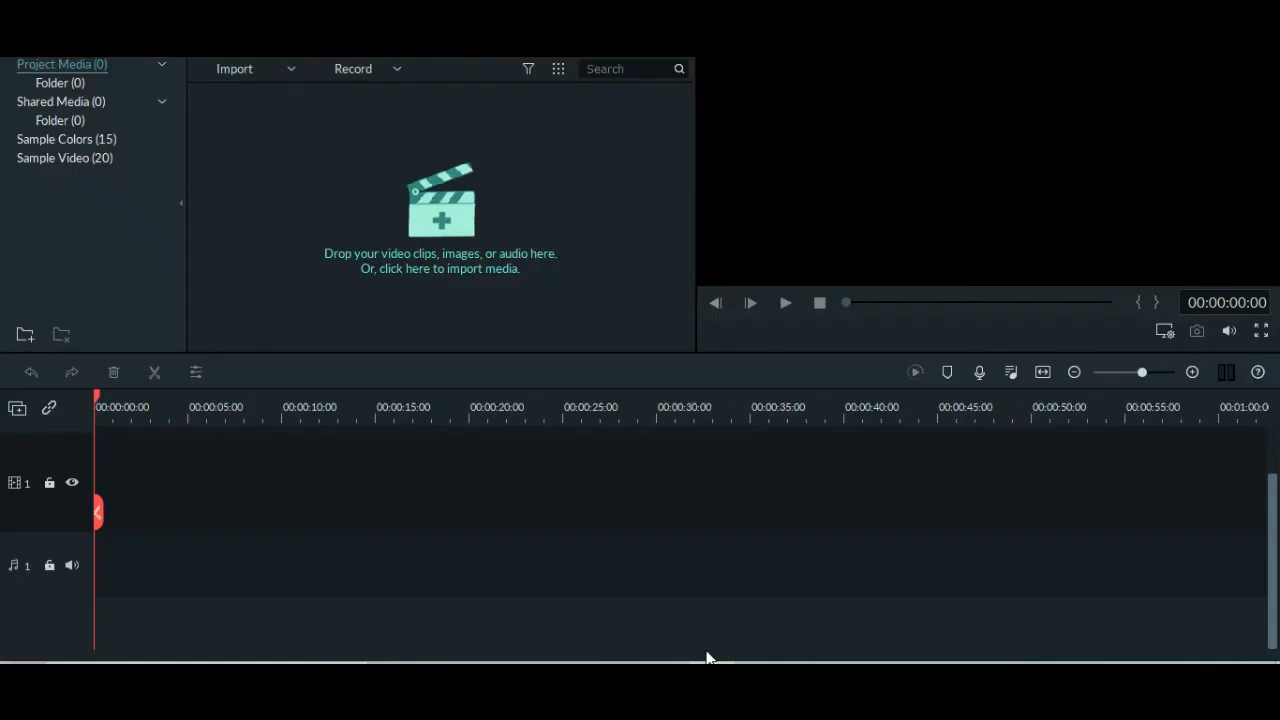 Project Media (0)
Import
Record
Search
Folder (0)
Shared Media (0)
Folder (0)
Sample Colors (15)
Sample Video (20)
Drop your video clips, images, or audio here.
Or, click here to import media.
{ }
00:00:00:00
00:00:00:00 00:00:05:00 00:00:10:00 00:00:15:00 00:00:20:00 00:00:25:00 00:00:30:00 00:00:35:00 00:00:40:00 00:00:45:00 00:00:50:00 00:00:55:00 00:01:00:0
1
1